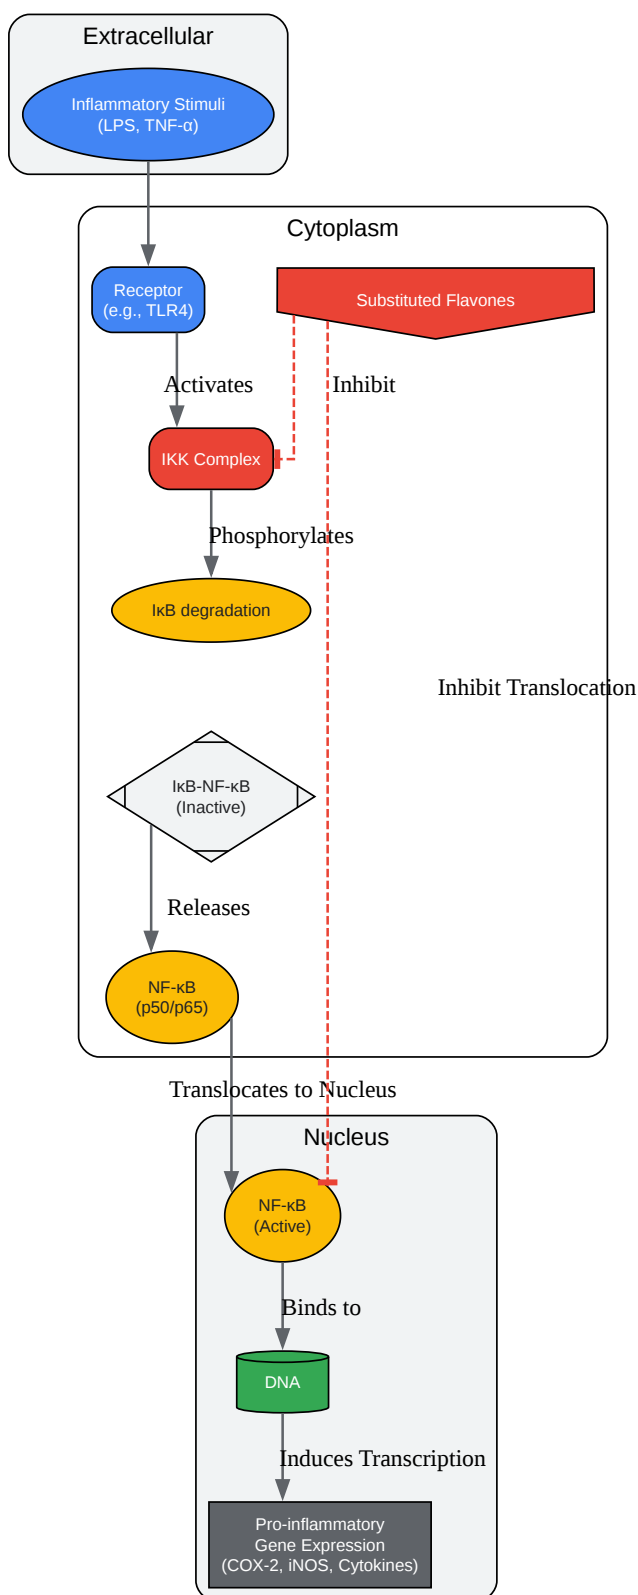 Extracellular
Inflammatory Stimuli
(LPS, TNF-α)
Cytoplasm
Receptor
(e.g., TLR4)
Substituted Flavones
Activates
Inhibit
IKK Complex
Phosphorylates
IκB degradation
Inhibit Translocation
IκB-NF-κB
(Inactive)
Releases
NF-κB
(p50/p65)
Translocates to Nucleus
Nucleus
NF-κB
(Active)
Binds to
DNA
Induces Transcription
Pro-inflammatory
Gene Expression
(COX-2, iNOS, Cytokines)